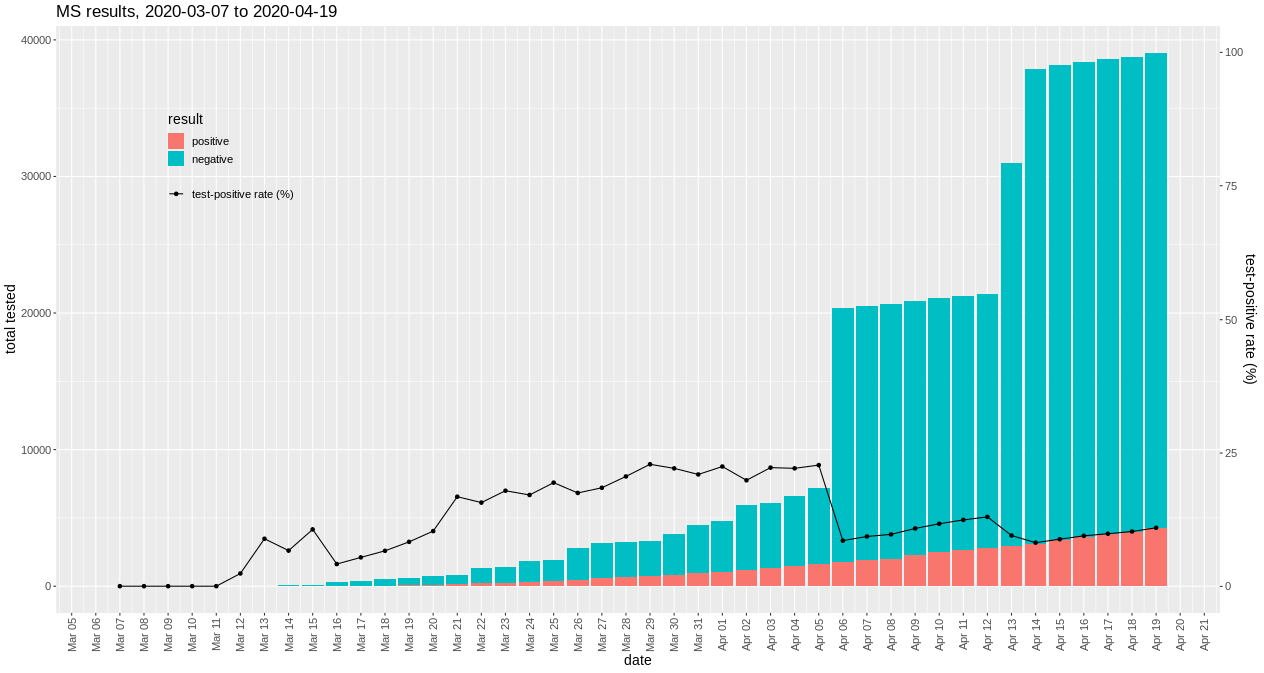 MS results, 2020-03-07 to 2020-04-19
total tested
40000
30000
20000
10000
0
result
positive
negative
test-positive rate (%)
100
75
50
25
0
test-positive rate (%)
Mar 05
Mar 06
Mar 07
Mar 08
Mar 09
Mar 10
Mar 11
Mar 12
Mar 13
Mar 14
Mar 15
Mar 16
Mar 17
Mar 18
Mar 19
Mar 20
Mar 21
Mar 22
Mar 23
Mar 24
Mar 25
Mar 26
Mar 27
Mar 28
Mar 29
Mar 30
Mar 31
Apr 01
Apr 02
Apr 03
Apr 04
Apr 05
Apr 06
Apr 07
Apr 08
Apr 09
Apr 10
Apr 11
Apr 12
Apr 13
Apr 14
Apr 15
Apr 16
Apr 17
Apr 18
Apr 19
Apr 20
Apr 21
date